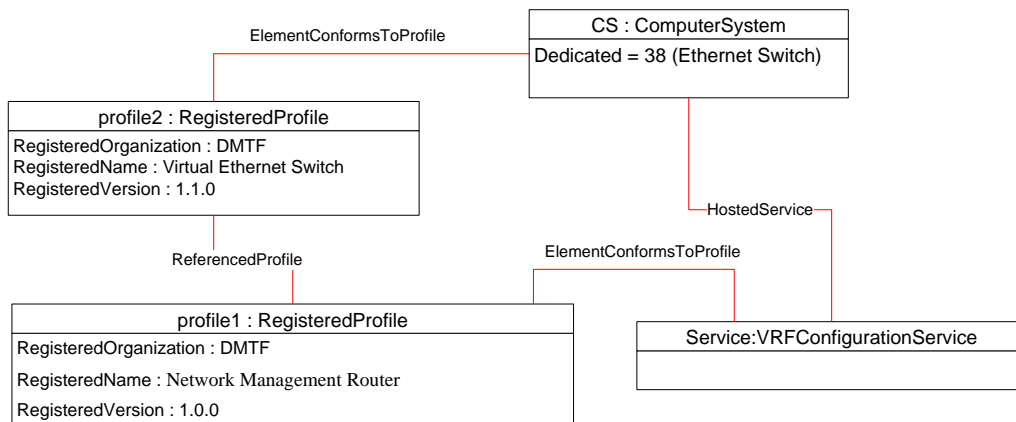 CS : ComputerSystem
Dedicated = 38 (Ethernet Switch)
ElementConformsToProfile
profile2 : RegisteredProfile
RegisteredOrganization : DMTF
RegisteredName : Virtual Ethernet Switch
RegisteredVersion : 1.1.0
HostedService
ReferencedProfile
ElementConformsToProfile
profile1 : RegisteredProfile
RegisteredOrganization : DMTF
RegisteredName : Network Management Router
RegisteredVersion : 1.0.0
Service:VRFConfigurationService